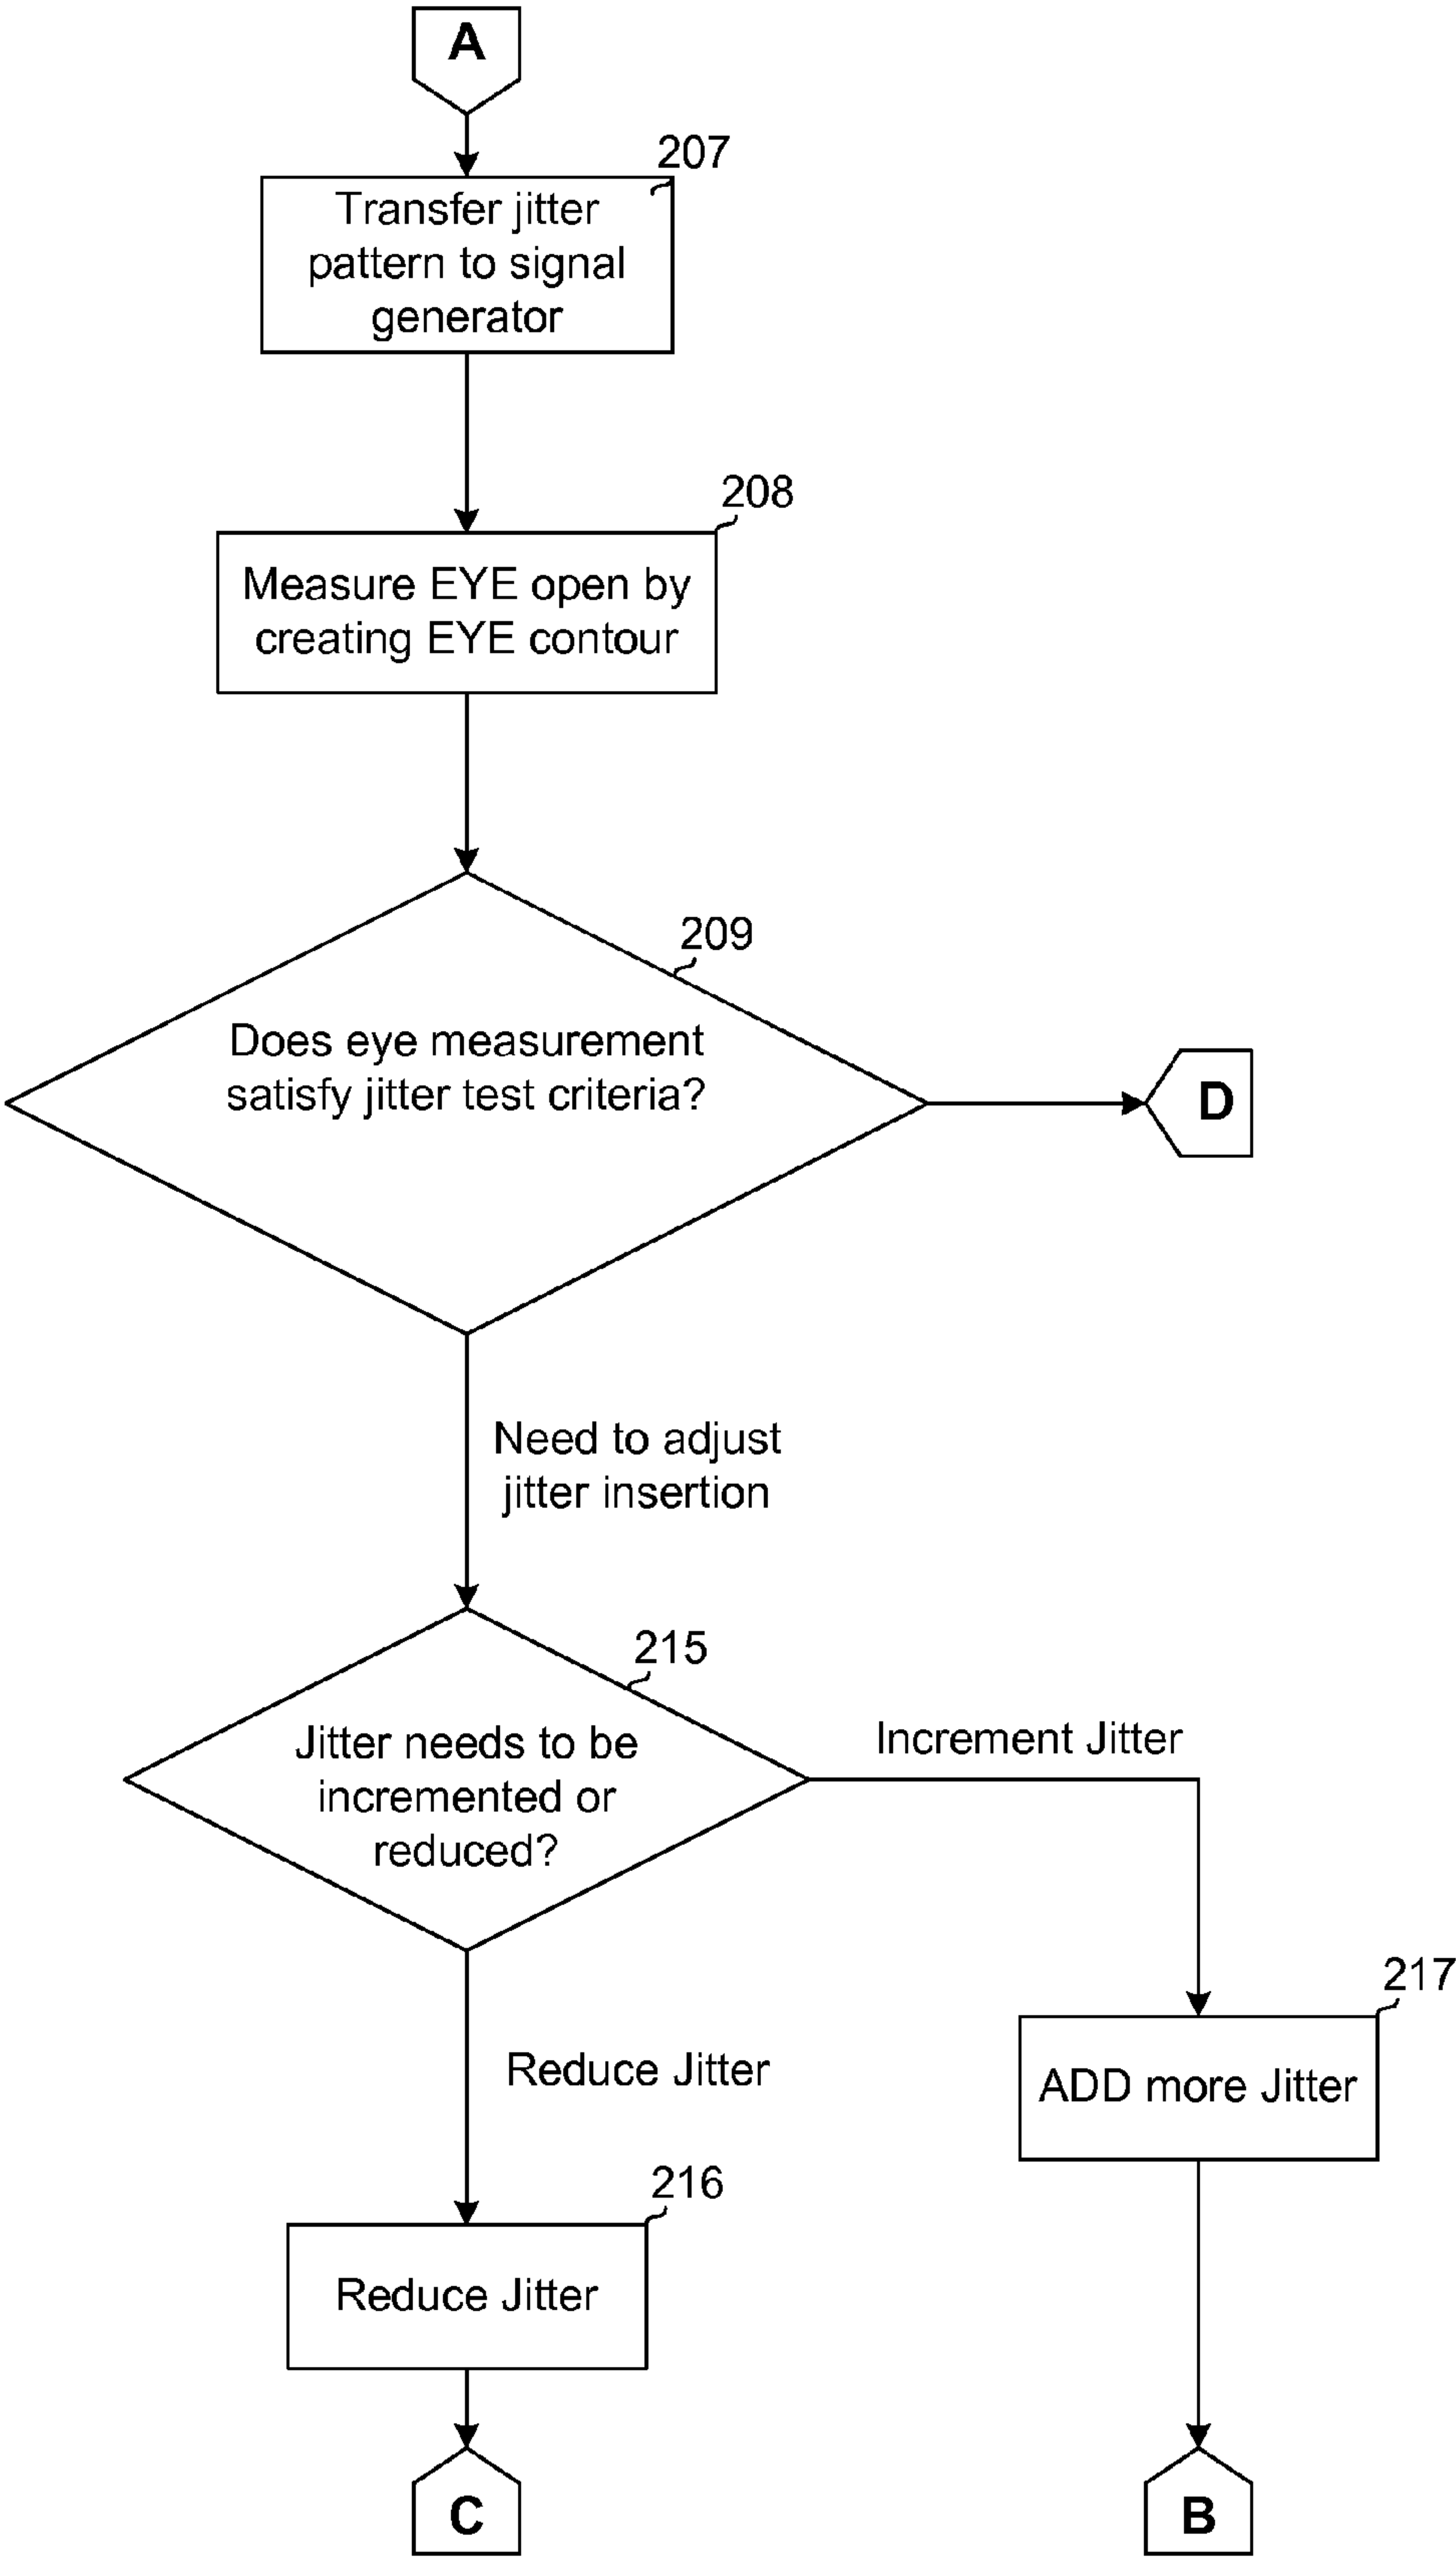 A
207
Transfer jitter
pattern to signal
generator
208
Measure EYE open by
creating EYE contour
209
Does eye measurement
satisfy jitter test criteria?
D
Need to adjust
jitter insertion
215
Jitter needs to be
incremented or
reduced?
Increment Jitter
217
ADD more Jitter
Reduce Jitter
216
Reduce Jitter
C
B